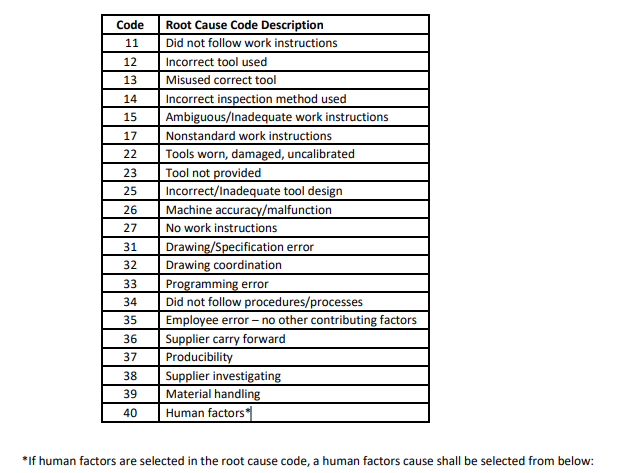 Code Root Cause Code Description
11 Did not follow work instructions
12 Incorrect tool used
13 Misused correct tool
14 Incorrect inspection method used
15 Ambiguous/Inadequate work instructions
17 Nonstandard work instructions
22 Tools worn, damaged, uncalibrated
23 Tool not provided
25 Incorrect/Inadequate tool design
26 Machine accuracy/malfunction
27 No work instructions
31 Drawing/Specification error
32 Drawing coordination
33 Programming error
34 Did not follow procedures/processes
35 Employee error – no other contributing factors
36 Supplier carry forward
37 Producibility
38 Supplier investigating
39 Material handling
40 Human factors*
*If human factors are selected in the root cause code, a human factors cause shall be selected from below: